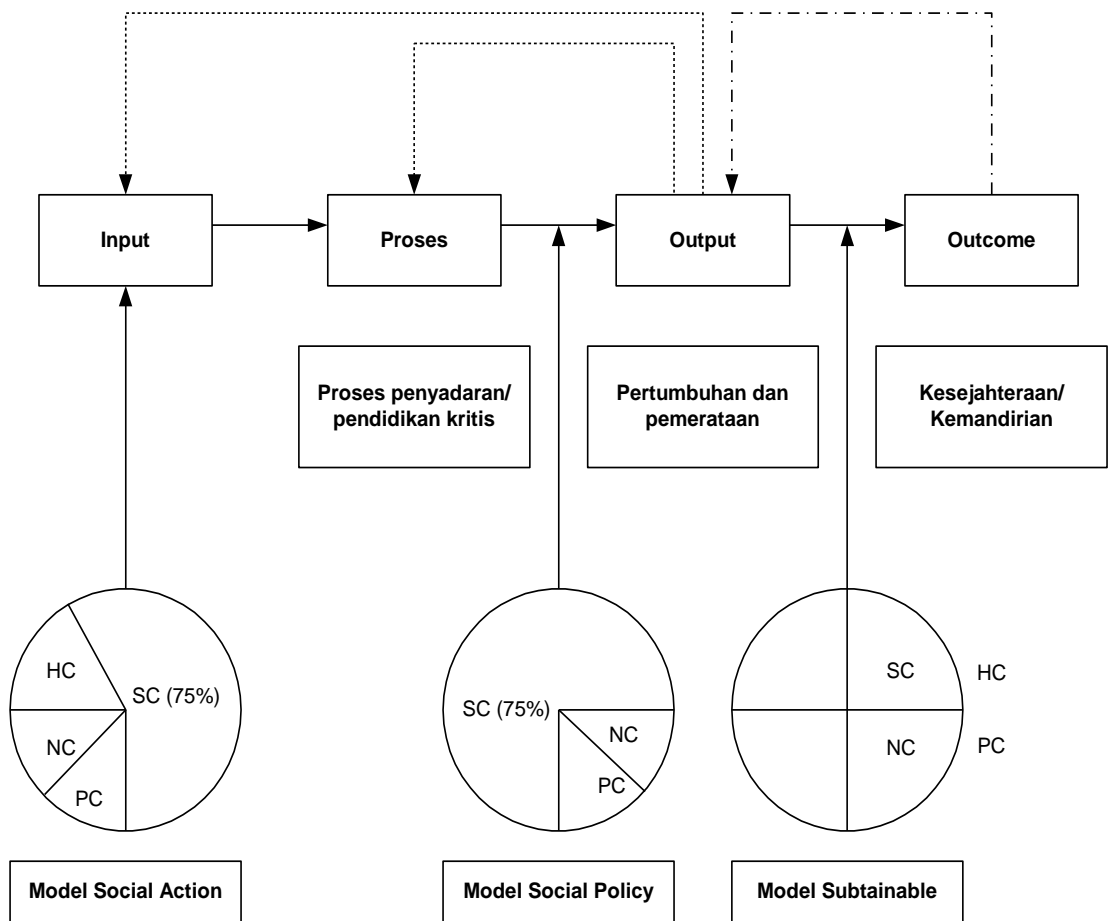 Input
Proses
Output
Outcome
Proses penyadaran/
pendidikan kritis
Pertumbuhan dan
pemerataan
Kesejahteraan/
Kemandirian
HC
SC (75%)
NC
PC
SC (75%)
NC
PC
SC
HC
NC
PC
Model Social Action
Model Social Policy
Model Subtainable